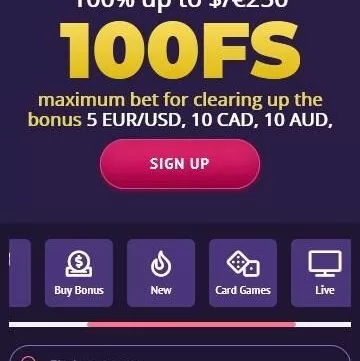 100% up to $/€250
100FS
maximum bet for clearing up the
bonus 5 EUR/USD, 10 CAD, 10 AUD,
SIGN UP
Buy Bonus
New
Card Games
Live